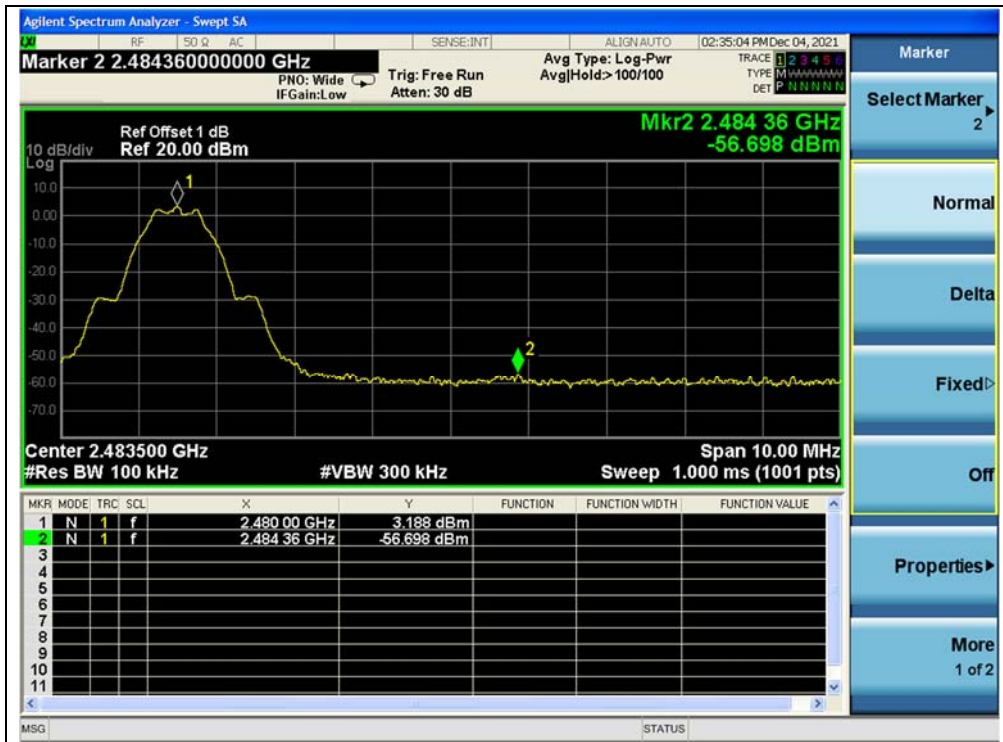 Agilent Spectrum Analyzer - Swept SA
LXI RF 50 Ω AC SENSE:INT ALIGN AUTO 02:35:04 PM Dec 04, 2021
Marker 2 2.484360000000 GHz
PNO: Wide
IFGain:Low
Trig: Free Run
Atten: 30 dB
Avg Type: Log-Pwr
Avg|Hold:> 100/100
TRACE 1 2 3 4 5 6
TYPE M W W W W W
DET P N N N N N
Mkr2 2.484 36 GHz
-56.698 dBm
Ref Offset 1 dB
10 dB/div Ref 20.00 dBm
Log
10.0
0.00
-10.0
-20.0
-30.0
-40.0
-50.0
-60.0
-70.0
1
2
Center 2.483500 GHz Span 10.00 MHz
#Res BW 100 kHz #VBW 300 kHz Sweep 1.000 ms (1001 pts)
MKR MODE TRC SCL X Y FUNCTION FUNCTION WIDTH FUNCTION VALUE
1 N 1 f 2.480 00 GHz 3.188 dBm
2 N 1 f 2.484 36 GHz -56.698 dBm
3
4
5
6
7
8
9
10
11
MSG STATUS
Marker
Select Marker
2
Normal
Delta
Fixed
Off
Properties
More
1 of 2